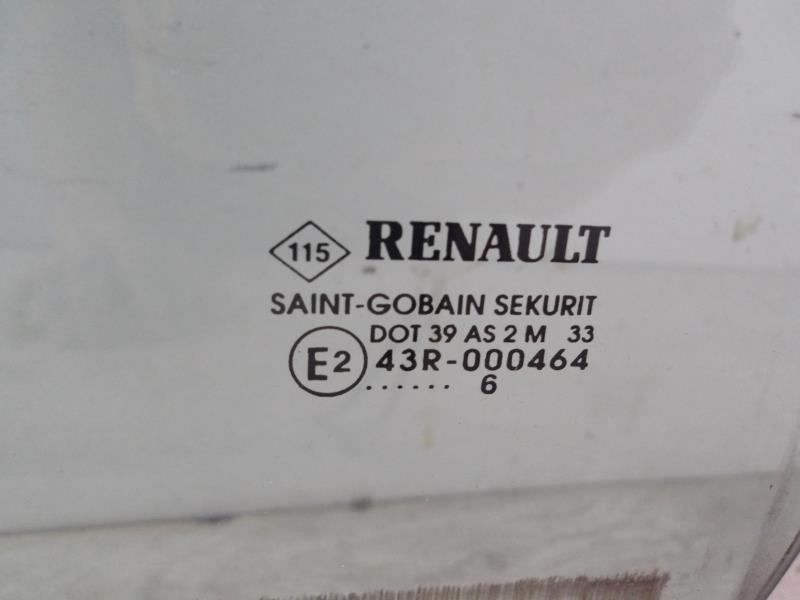 115 RENAULT
SAINT-GOBAIN SEKURIT
DOT 39 AS 2 M 33
E2 43R-000464
...... 6